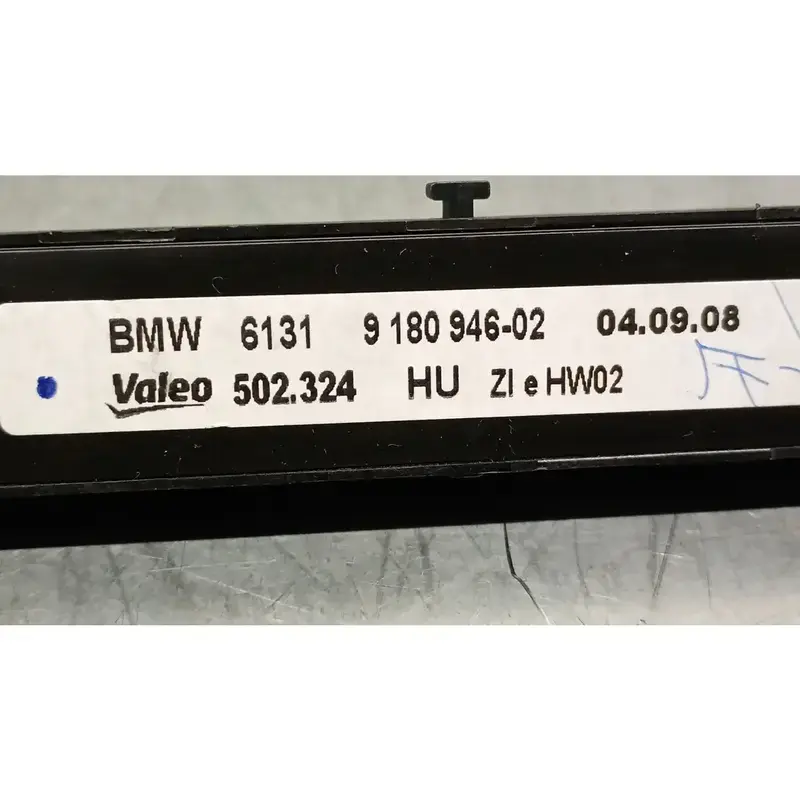 BMW 6131 9 180 946-02 04.09.08
Valeo 502.324 HU ZI e HW02